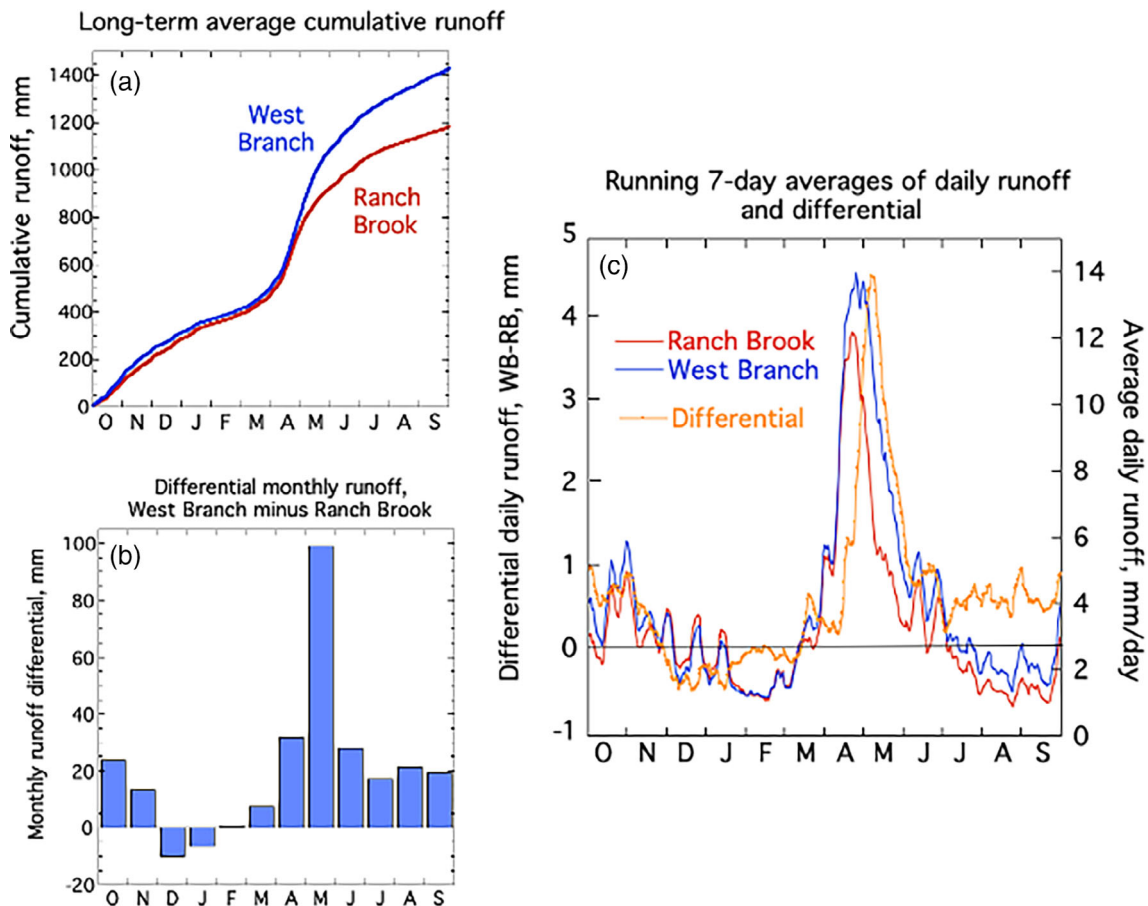 Long-term average cumulative runoff
(a)
Cumulative runoff, mm
1400
1200
1000
800
600
400
200
0
West
Branch
Ranch
Brook
O N D J F M A M J J A S
Differential monthly runoff,
West Branch minus Ranch Brook
(b)
Monthly runoff differential, mm
100
80
60
40
20
0
-20
O N D J F M A M J J A S
Running 7-day averages of daily runoff
and differential
(c)
Differential daily runoff, WB-RB, mm
5
4
3
2
1
0
-1
Ranch Brook
West Branch
Differential
14
12
10
8
6
4
2
0
Average daily runoff, mm/day
O N D J F M A M J J A S